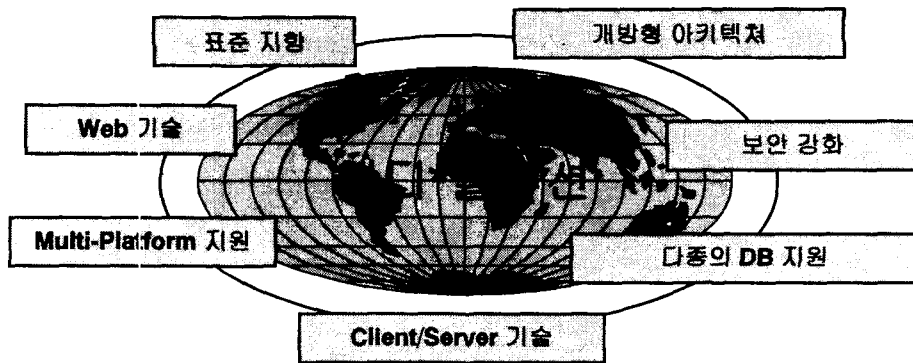 표준 지향
개방형 아키텍쳐
Web 기술
보안 강화
Multi-Platform 지원
다종의 DB 지원
Client/Server 기술